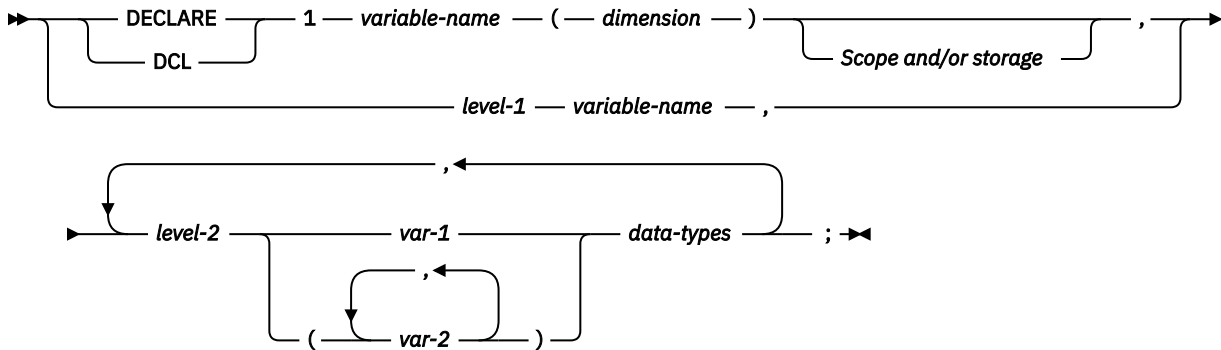 DECLARE 1 variable-name ( dimension ) ,
DCL Scope and/or storage
level-1 variable-name ,
,
level-2 var-1 data-types ;
,
( var-2 )